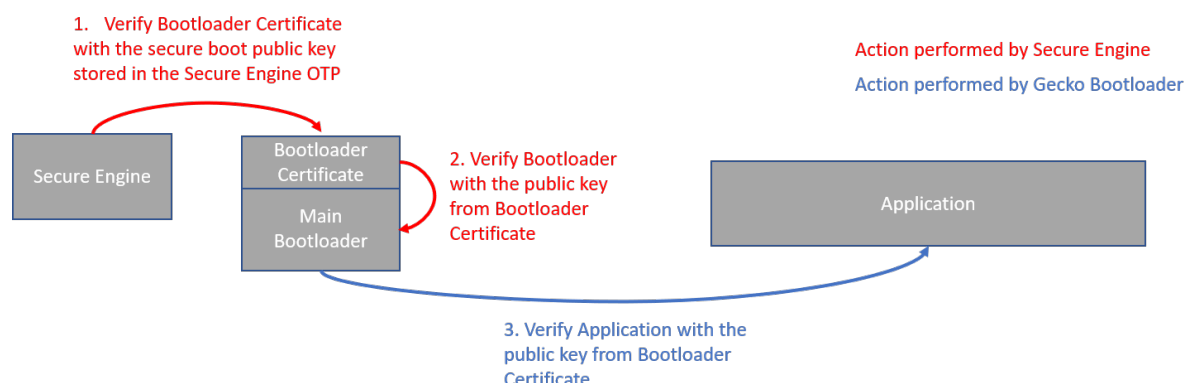 1. Verify Bootloader Certificate
with the secure boot public key
stored in the Secure Engine OTP
Action performed by Secure Engine
Action performed by Gecko Bootloader
Secure Engine
Bootloader
Certificate
Main
Bootloader
2. Verify Bootloader
with the public key
from Bootloader
Certificate
Application
3. Verify Application with the
public key from Bootloader
Certificate